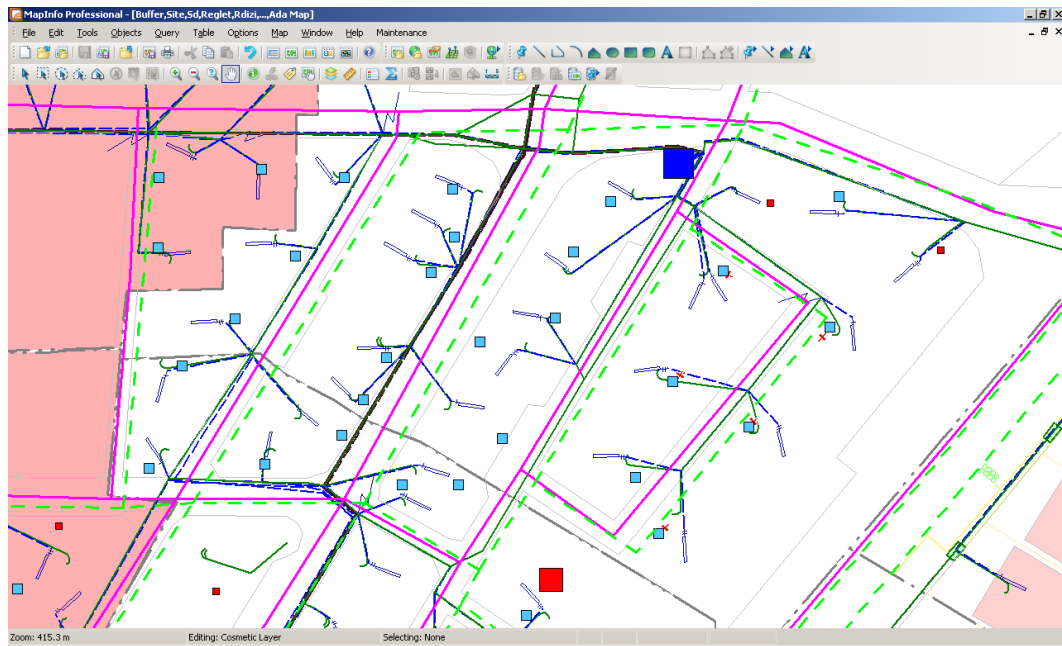 MapInfo Professional - [Buffer,Site,Sd,Reglet,Rdizi,...,Ada Map]
File Edit Tools Objects Query Table Options Map Window Help Maintenance
Zoom: 415.3 m Editing: Cosmetic Layer Selecting: None